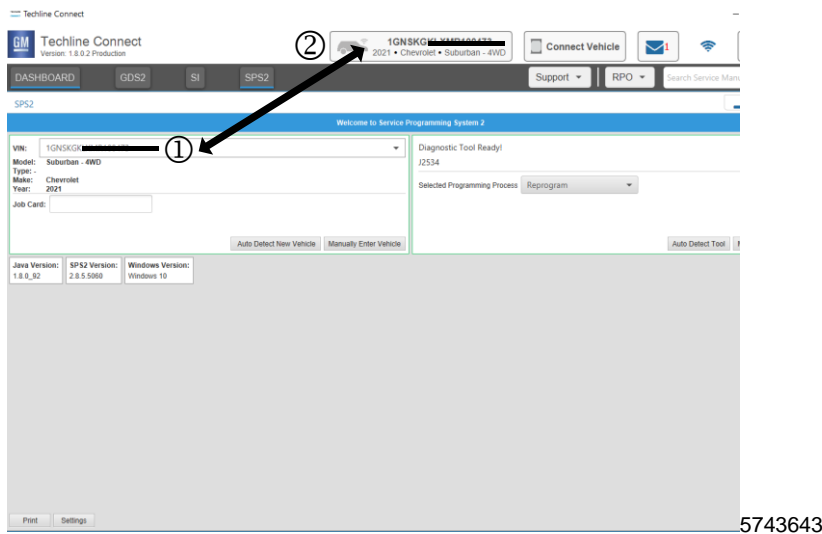 Techline Connect
GM
Techline Connect
Version: 1.8.0.2 Production
②
1GNSKG
2021 • Chevrolet • Suburban - 4WD
Connect Vehicle
1
DASHBOARD GDS2 SI SPS2
Support RPO Search Service Manu
SPS2
Welcome to Service Programming System 2
VIN: 1GNSKGK
①
Model: Suburban - 4WD
Type: -
Make: Chevrolet
Year: 2021
Job Card:
Auto Detect New Vehicle Manually Enter Vehicle
Diagnostic Tool Ready!
J2534
Selected Programming Process Reprogram
Auto Detect Tool
Java Version: SPS2 Version: Windows Version:
1.8.0_92 2.8.5.5060 Windows 10
Print Settings
5743643